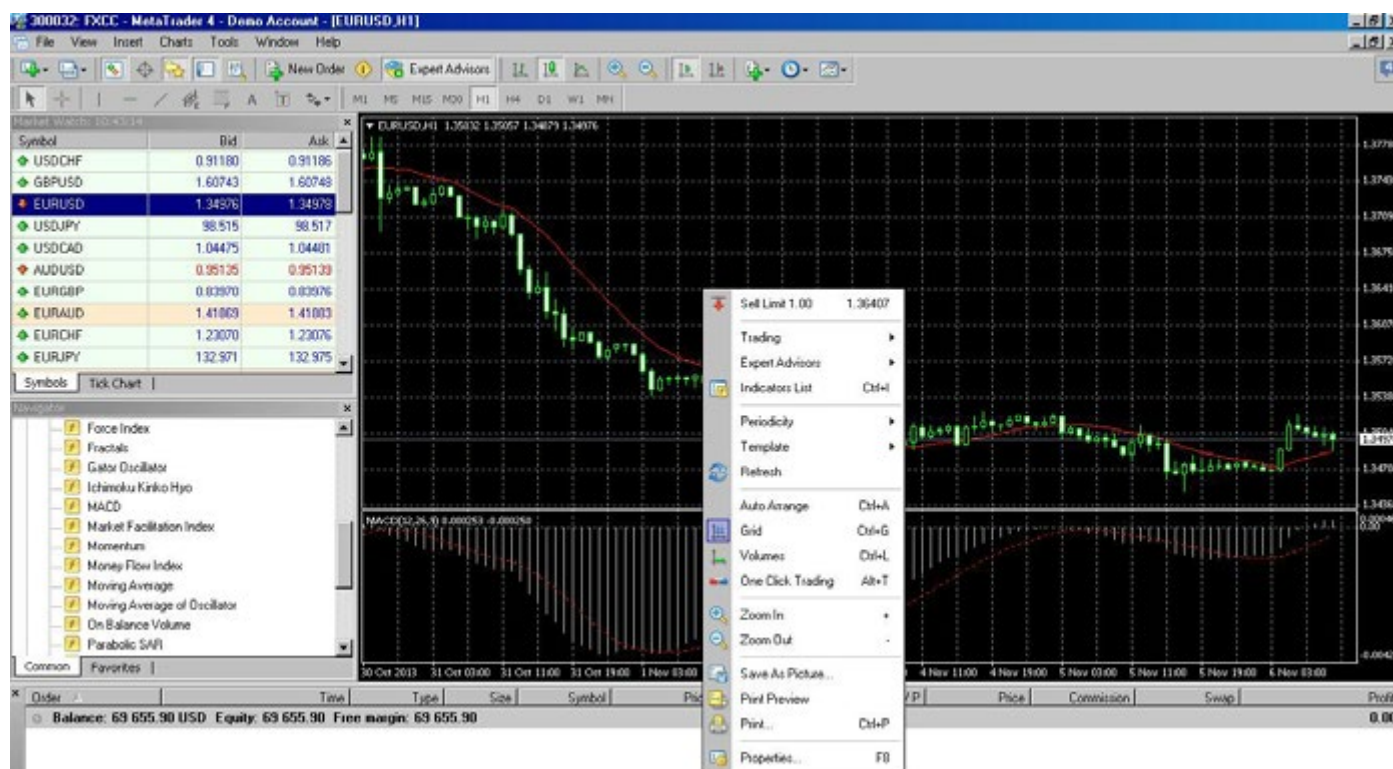 300032: FXCC - MetaTrader 4 - Demo Account - [EURUSD,H1]
File View Insert Charts Tools Window Help
New Order Expert Advisors
A T M1 M5 M15 M30 H1 H4 D1 W1 MN
Market Watch: 10:43:14
Symbol Bid Ask
USDCHF 0.91180 0.91186
GBPUSD 1.60743 1.60748
EURUSD 1.34976 1.34979
USDJPY 98.515 98.517
USDCAD 1.04475 1.04481
AUDUSD 0.95135 0.95139
EURGBP 0.83970 0.83976
EURAUD 1.41869 1.41883
EURCHF 1.23070 1.23076
EURJPY 132.971 132.975
Symbols Tick Chart
Navigator
Force Index
Fractals
Gator Oscillator
Ichimoku Kinko Hyo
MACD
Market Facilitation Index
Momentum
Money Flow Index
Moving Average
Moving Average of Oscillator
On Balance Volume
Parabolic SAR
Common Favorites
EURUSD,H1 1.35032 1.35057 1.34879 1.34976
Sell Limit 1.00 1.36407
Trading
Expert Advisors
Indicators List Ctrl+I
Periodicity
Template
Refresh
Auto Arrange Ctrl+A
Grid Ctrl+G
Volumes Ctrl+L
One Click Trading Alt+T
Zoom In +
Zoom Out -
Save As Picture...
Print Preview
Print... Ctrl+P
Properties... F8
MACD(12,26,9) 0.000253 -0.000250
30 Oct 2013 31 Oct 03:00 31 Oct 11:00 31 Oct 19:00 1 Nov 03:00 4 Nov 11:00 4 Nov 19:00 5 Nov 03:00 5 Nov 11:00 5 Nov 19:00 6 Nov 03:00
Order Time Type Size Symbol Price Commission Swap
Balance: 69 655.90 USD Equity: 69 655.90 Free margin: 69 655.90